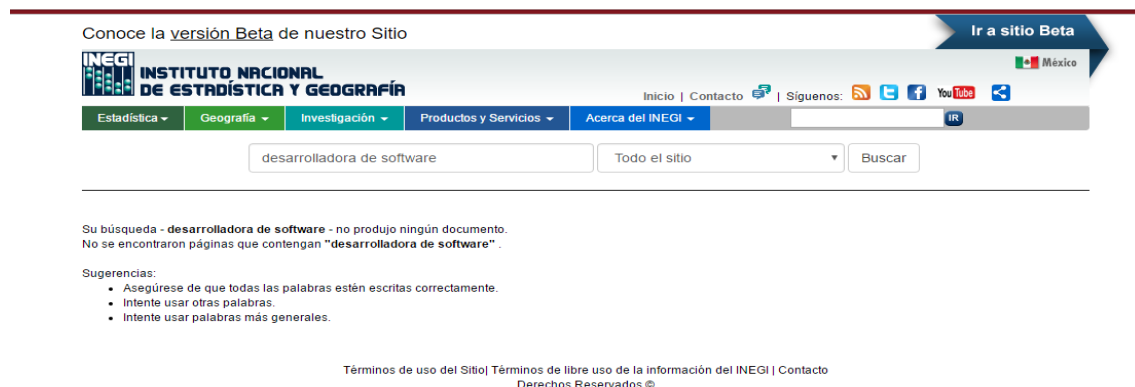 Conoce la versión Beta de nuestro Sitio
Ir a sitio Beta
INEGI
INSTITUTO NACIONAL
DE ESTADÍSTICA Y GEOGRAFÍA
México
Inicio | Contacto | Síguenos: You Tube
Estadística Geografía Investigación Productos y Servicios Acerca del INEGI IR
desarrolladora de software Todo el sitio Buscar
Su búsqueda - desarrolladora de software - no produjo ningún documento.
No se encontraron páginas que contengan "desarrolladora de software" .
Sugerencias:
• Asegúrese de que todas las palabras estén escritas correctamente.
• Intente usar otras palabras.
• Intente usar palabras más generales.
Términos de uso del Sitio| Términos de libre uso de la información del INEGI | Contacto
Derechos Reservados ©